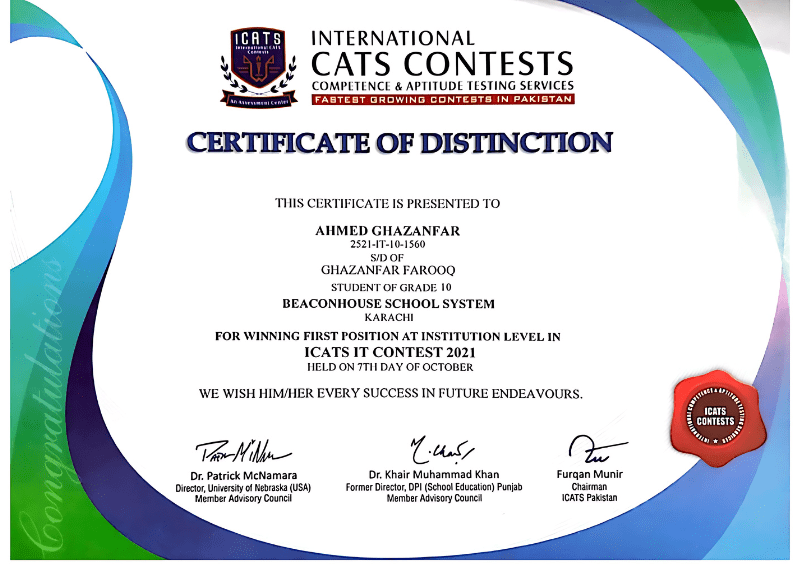 ICATS
International CATS
Contests
An Assessment Center
INTERNATIONAL
CATS CONTESTS
COMPETENCE & APTITUDE TESTING SERVICES
FASTEST GROWING CONTESTS IN PAKISTAN
CERTIFICATE OF DISTINCTION
THIS CERTIFICATE IS PRESENTED TO
AHMED GHAZANFAR
2521-IT-10-1560
S/D OF
GHAZANFAR FAROOQ
STUDENT OF GRADE 10
BEACONHOUSE SCHOOL SYSTEM
KARACHI
FOR WINNING FIRST POSITION AT INSTITUTION LEVEL IN
ICATS IT CONTEST 2021
HELD ON 7TH DAY OF OCTOBER
WE WISH HIM/HER EVERY SUCCESS IN FUTURE ENDEAVOURS.
Congratulations
INTERNATIONAL COMPETENCE & APTITUDE TESTING SERVICES
ICATS
CONTESTS
Dr. Patrick McNamara
Director, University of Nebraska (USA)
Member Advisory Council
Dr. Khair Muhammad Khan
Former Director, DPI (School Education) Punjab
Member Advisory Council
Furqan Munir
Chairman
ICATS Pakistan